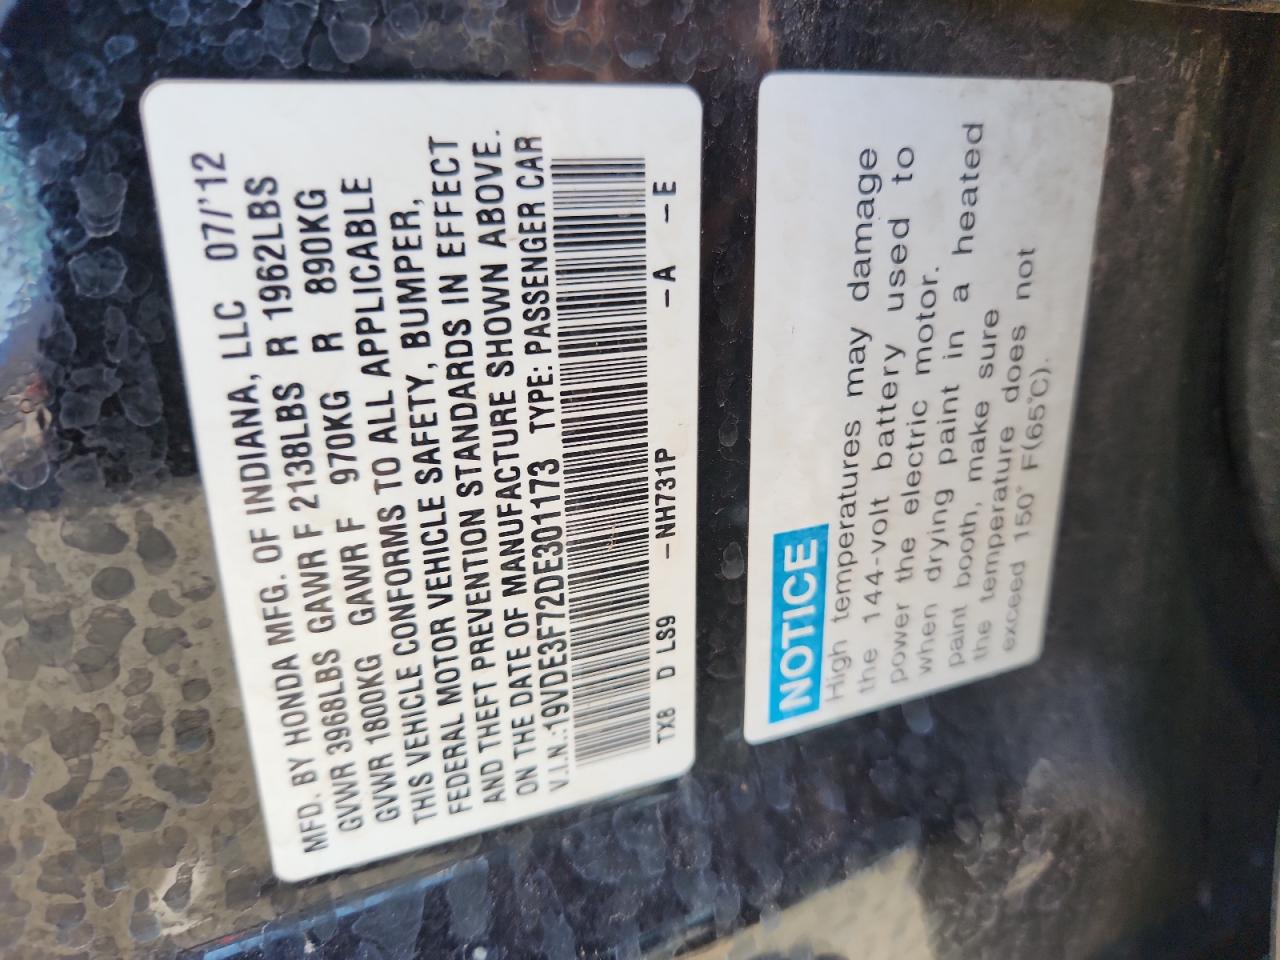 MFD. BY HONDA MFG. OF INDIANA, LLC 07/'12
GVWR 3968LBS GAWR F 2138LBS R 1962LBS
GVWR 1800KG GAWR F 970KG R 890KG
THIS VEHICLE CONFORMS TO ALL APPLICABLE
FEDERAL MOTOR VEHICLE SAFETY, BUMPER,
AND THEFT PREVENTION STANDARDS IN EFFECT
ON THE DATE OF MANUFACTURE SHOWN ABOVE.
V.I.N.:19VDE3F72DE301173 TYPE: PASSENGER CAR
TX8 D LS9 -NH731P -A -E
NOTICE
High temperatures may damage
the 144-volt battery used to
power the electric motor.
when drying paint in a heated
paint booth, make sure
the temperature does not
exceed 150° F(65°C).